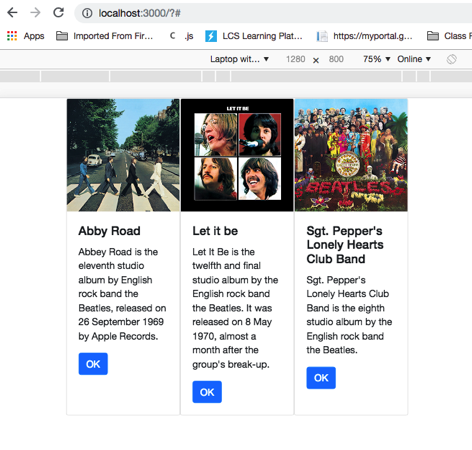 localhost:3000/?#
Apps
Imported From Fir...
C .js
LCS Learning Plat...
https://myportal.g...
Class F
Laptop wit... ▼ 1280 × 800 75% ▼ Online ▼
LET IT BE
BEATLES
Abby Road
Abbey Road is the
eleventh studio
album by English
rock band the
Beatles, released on
26 September 1969
by Apple Records.
OK
Let it be
Let It Be is the
twelfth and final
studio album by the
English rock band
the Beatles. It was
released on 8 May
1970, almost a
month after the
group's break-up.
OK
Sgt. Pepper's
Lonely Hearts
Club Band
Sgt. Pepper's
Lonely Hearts Club
Band is the eighth
studio album by the
English rock band
the Beatles.
OK